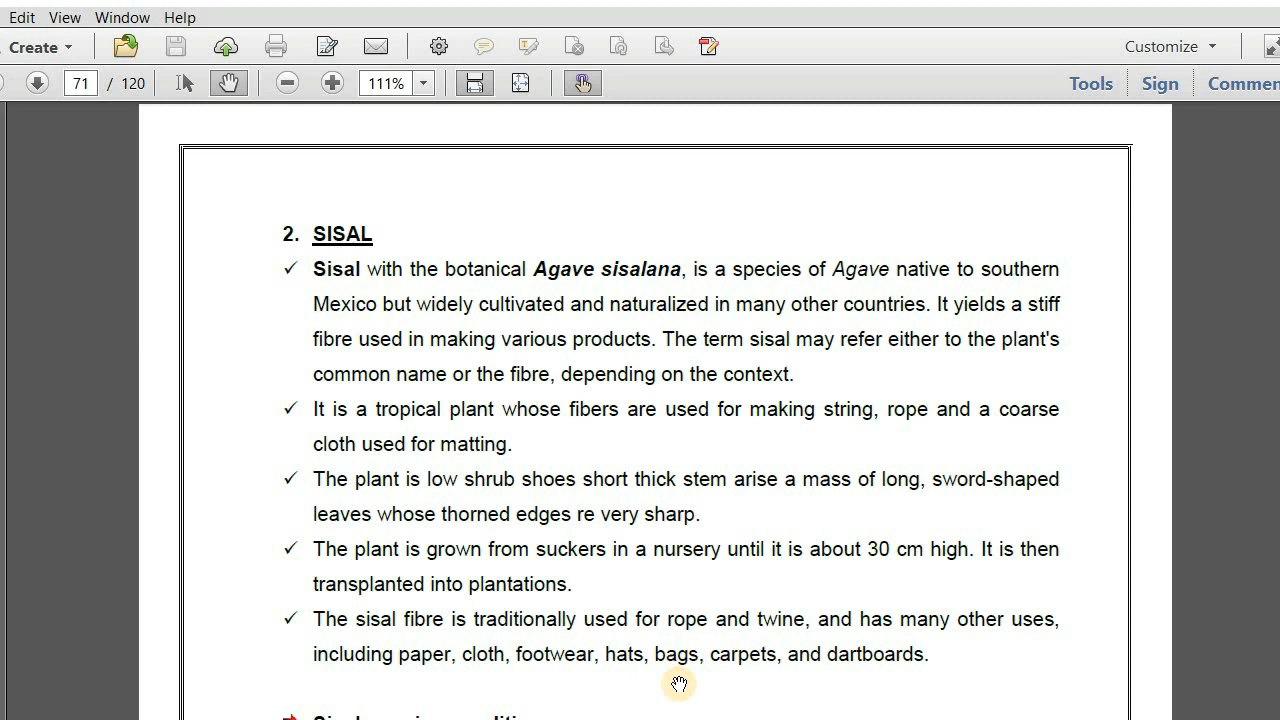 Edit View Window Help
Create Customize
71 / 120 111% Tools Sign Commen
2. SISAL
✓ Sisal with the botanical Agave sisalana, is a species of Agave native to southern
Mexico but widely cultivated and naturalized in many other countries. It yields a stiff
fibre used in making various products. The term sisal may refer either to the plant's
common name or the fibre, depending on the context.
✓ It is a tropical plant whose fibers are used for making string, rope and a coarse
cloth used for matting.
✓ The plant is low shrub shoes short thick stem arise a mass of long, sword-shaped
leaves whose thorned edges re very sharp.
✓ The plant is grown from suckers in a nursery until it is about 30 cm high. It is then
transplanted into plantations.
✓ The sisal fibre is traditionally used for rope and twine, and has many other uses,
including paper, cloth, footwear, hats, bags, carpets, and dartboards.